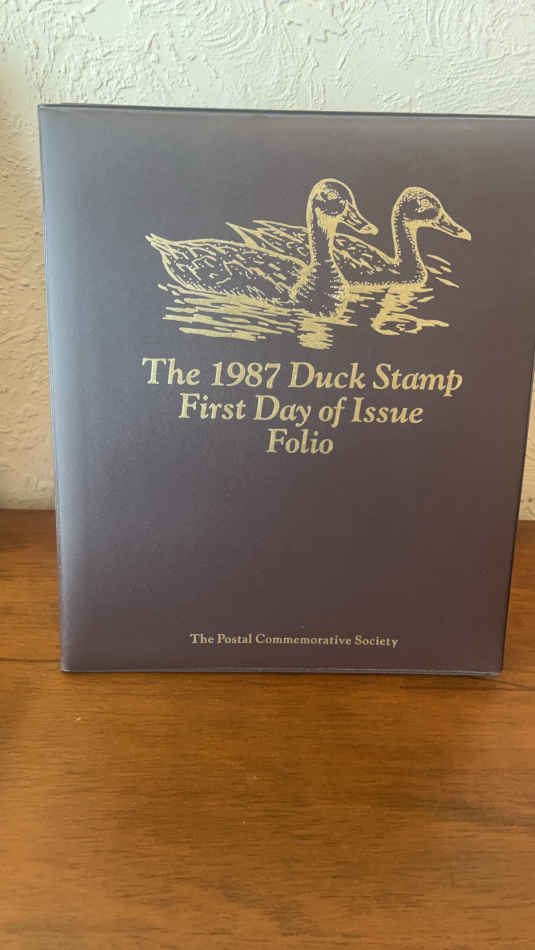 The 1987 Duck Stamp
First Day of Issue
Folio
The Postal Commemorative Society